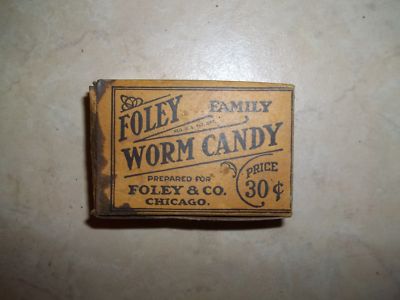 FOLEY FAMILY
WORM CANDY
PREPARED FOR
FOLEY & CO.
CHICAGO.
PRICE
30¢